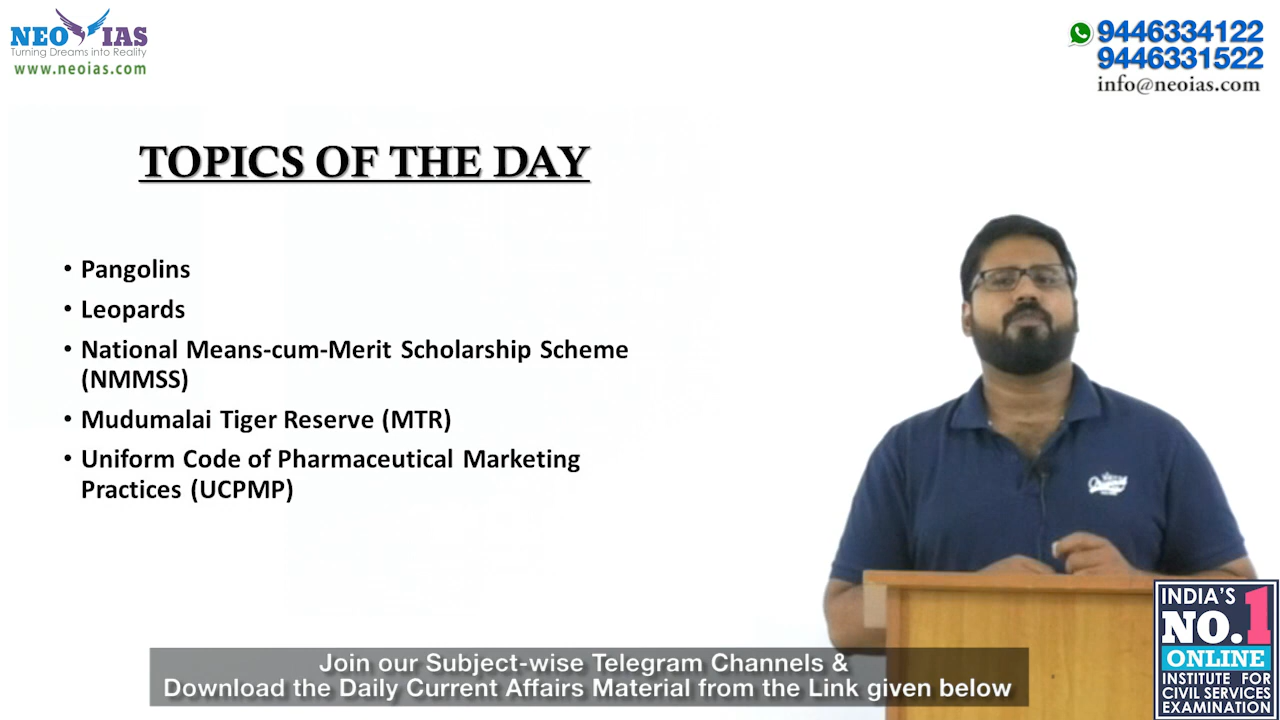 NEO IAS
Turning Dreams into Reality
www.neoias.com
9446334122
9446331522
info@neoias.com
TOPICS OF THE DAY
• Pangolins
• Leopards
• National Means-cum-Merit Scholarship Scheme
(NMMSS)
• Mudumalai Tiger Reserve (MTR)
• Uniform Code of Pharmaceutical Marketing
Practices (UCPMP)
INDIA'S
NO.1
ONLINE
INSTITUTE FOR
CIVIL SERVICES
EXAMINATION
Join our Subject-wise Telegram Channels &
Download the Daily Current Affairs Material from the Link given below